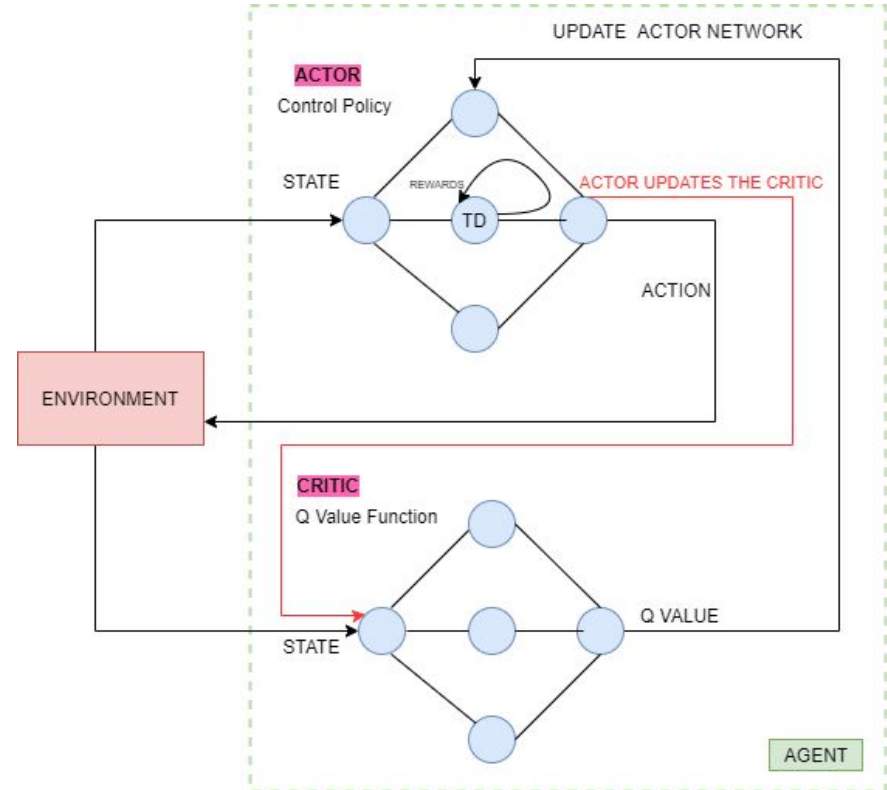 UPDATE ACTOR NETWORK
ACTOR
Control Policy
STATE
REWARDS
ACTOR UPDATES THE CRITIC
TD
ACTION
ENVIRONMENT
CRITIC
Q Value Function
Q VALUE
STATE
AGENT